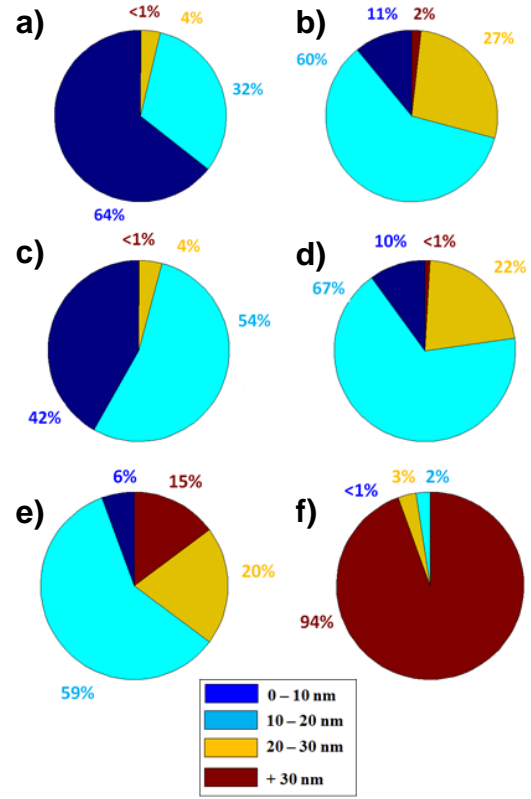 a)
<1%
4%
32%
64%
b)
11%
2%
27%
60%
c)
<1%
4%
54%
42%
d)
10%
<1%
22%
67%
e)
6%
15%
20%
59%
f)
<1%
3%
2%
94%
0 – 10 nm
10 – 20 nm
20 – 30 nm
+ 30 nm